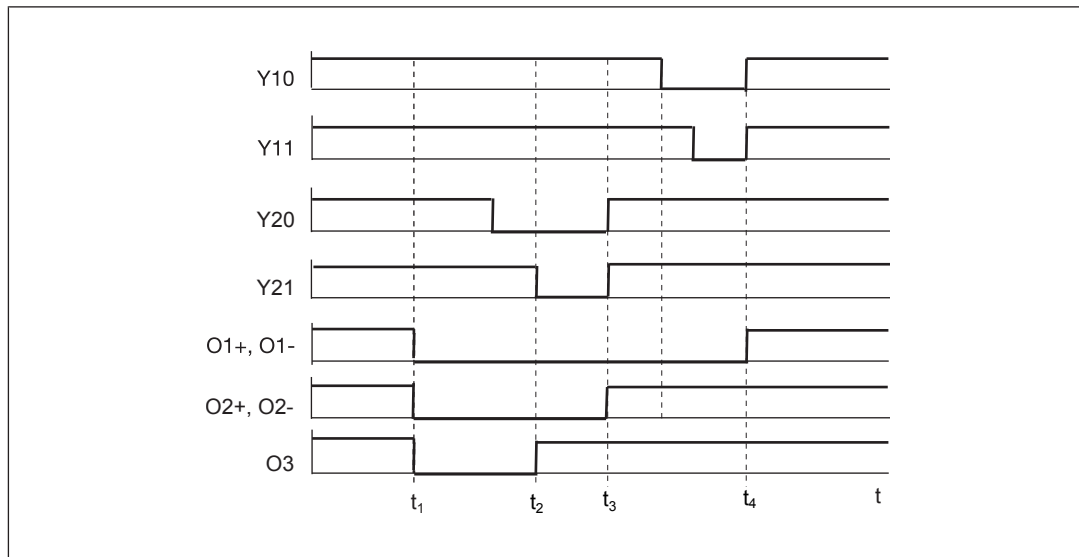 Y10
Y11
Y20
Y21
O1+, O1-
O2+, O2-
O3
t₁ t₂ t₃ t₄ t